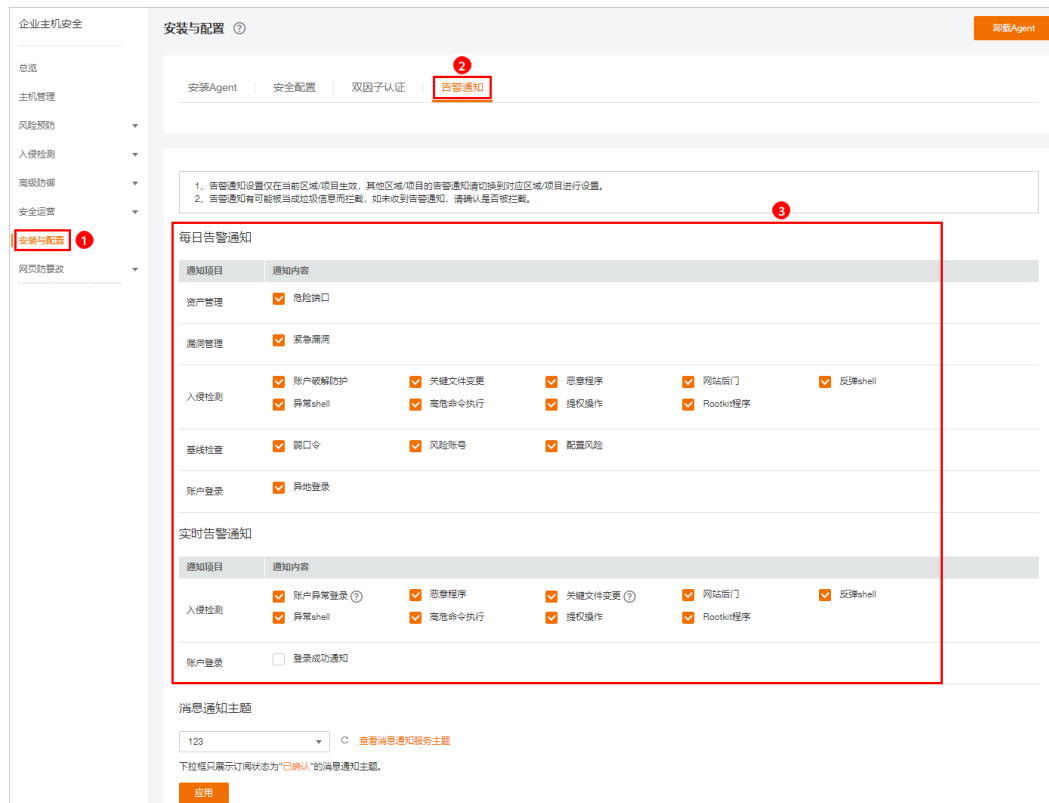 企业主机安全
总览
主机管理
风险预防
入侵检测
高级防御
安全运营
安装与配置 1
网页防篡改
安装与配置 ?
卸载Agent
2
安装Agent 安全配置 双因子认证 告警通知
1、告警通知设置仅在当前区域/项目生效，其他区域/项目的告警通知请切换到对应区域/项目进行设置。
2、告警通知有可能被当成垃圾信息而拦截，如未收到告警通知，请确认是否被拦截。
3
每日告警通知
通知项目 通知内容
资产管理 危险端口
漏洞管理 紧急漏洞
入侵检测
账户破解防护 关键文件变更 恶意程序 网站后门 反弹shell
异常shell 高危命令执行 提权操作 Rootkit程序
基线检查 弱口令 风险账号 配置风险
账户登录 异地登录
实时告警通知
通知项目 通知内容
入侵检测
账户异常登录 ? 恶意程序 关键文件变更 ? 网站后门 反弹shell
异常shell 高危命令执行 提权操作 Rootkit程序
账户登录 登录成功通知
消息通知主题
123 查看消息通知服务主题
下拉框只展示订阅状态为“已确认”的消息通知主题。
应用